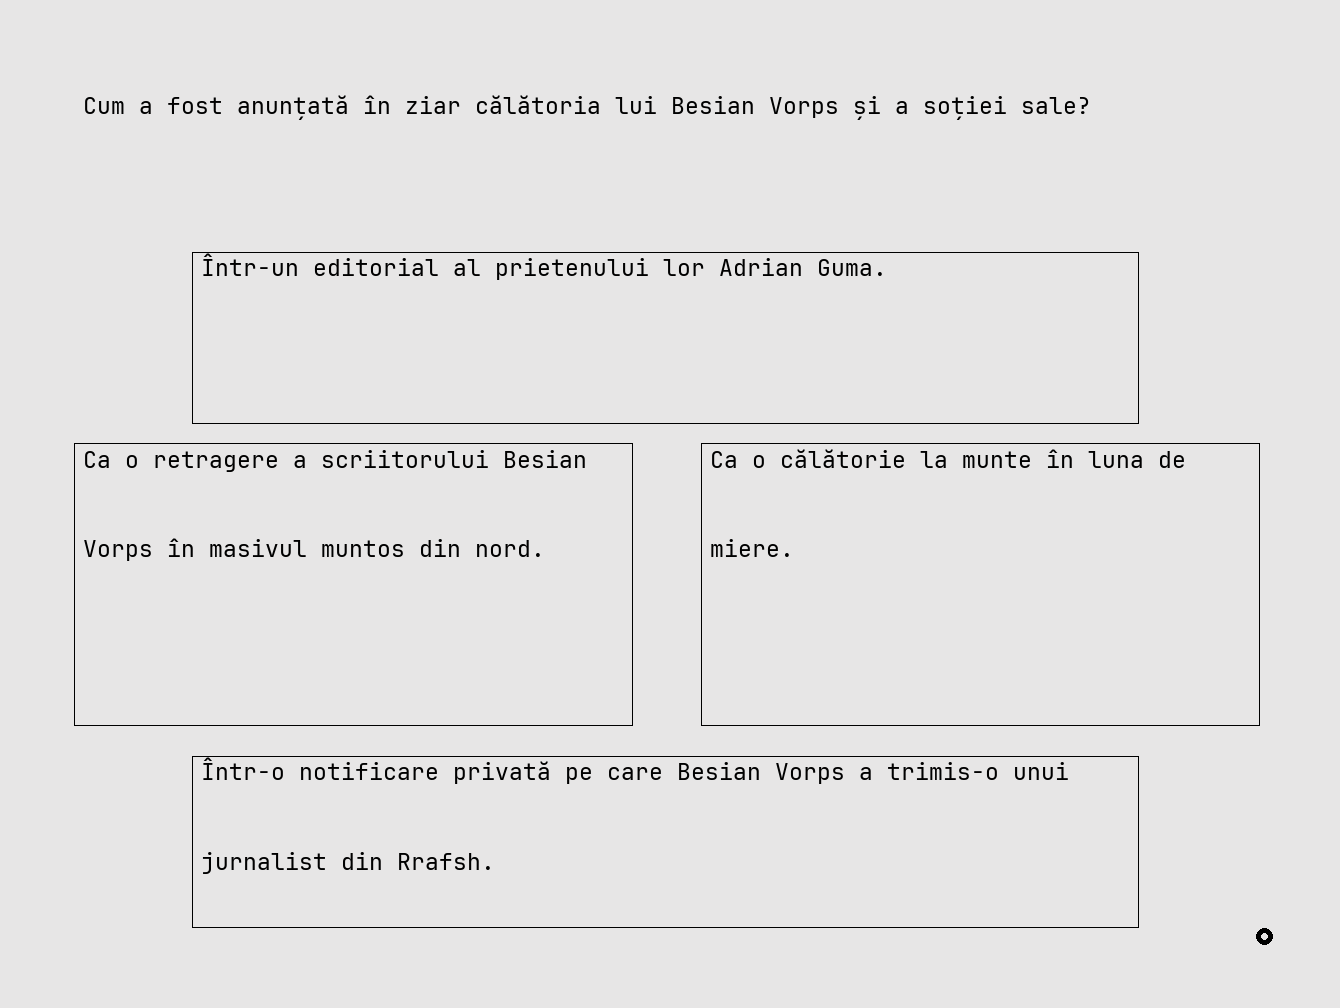 Cum a fost anunțată în ziar călătoria lui Besian Vorps și a soției sale?
Într-un editorial al prietenului lor Adrian Guma.
Ca o retragere a scriitorului Besian
Vorps în masivul muntos din nord.
Ca o călătorie la munte în luna de
miere.
Într-o notificare privată pe care Besian Vorps a trimis-o unui
jurnalist din Rrafsh.